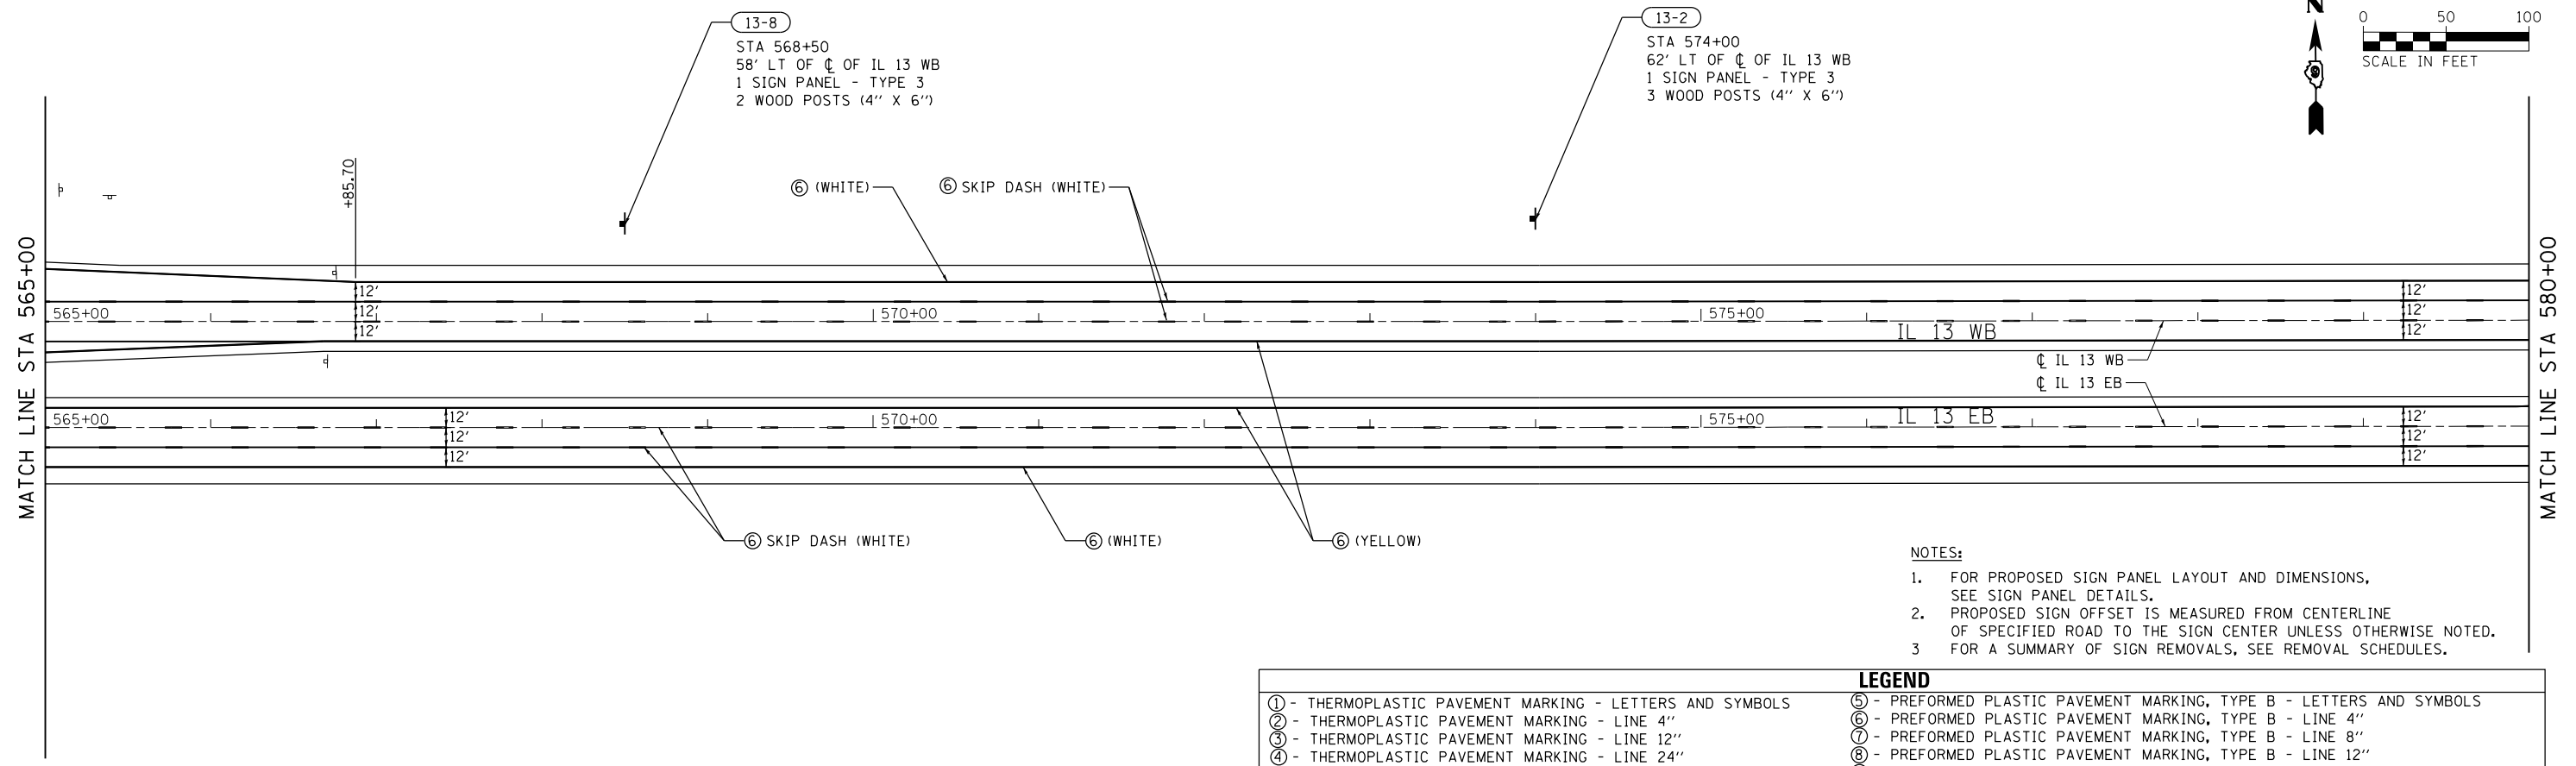 13-8
STA 568+50
58' LT OF ℄ OF IL 13 WB
1 SIGN PANEL - TYPE 3
2 WOOD POSTS (4'' X 6'')
13-2
STA 574+00
62' LT OF ℄ OF IL 13 WB
1 SIGN PANEL - TYPE 3
3 WOOD POSTS (4'' X 6'')
N
9
0 50 100
SCALE IN FEET
MATCH LINE STA 565+00
+85.70
⑥ (WHITE)
⑥ SKIP DASH (WHITE)
12'
12'
12'
565+00
570+00
575+00
IL 13 WB
12'
12'
12'
℄ IL 13 WB
℄ IL 13 EB
565+00
570+00
575+00
IL 13 EB
12'
12'
12'
12'
12'
12'
MATCH LINE STA 580+00
⑥ SKIP DASH (WHITE)
⑥ (WHITE)
⑥ (YELLOW)
NOTES:
1. FOR PROPOSED SIGN PANEL LAYOUT AND DIMENSIONS,
SEE SIGN PANEL DETAILS.
2. PROPOSED SIGN OFFSET IS MEASURED FROM CENTERLINE
OF SPECIFIED ROAD TO THE SIGN CENTER UNLESS OTHERWISE NOTED.
3 FOR A SUMMARY OF SIGN REMOVALS, SEE REMOVAL SCHEDULES.
LEGEND
① - THERMOPLASTIC PAVEMENT MARKING - LETTERS AND SYMBOLS
② - THERMOPLASTIC PAVEMENT MARKING - LINE 4''
③ - THERMOPLASTIC PAVEMENT MARKING - LINE 12''
④ - THERMOPLASTIC PAVEMENT MARKING - LINE 24''
⑤ - PREFORMED PLASTIC PAVEMENT MARKING, TYPE B - LETTERS AND SYMBOLS
⑥ - PREFORMED PLASTIC PAVEMENT MARKING, TYPE B - LINE 4''
⑦ - PREFORMED PLASTIC PAVEMENT MARKING, TYPE B - LINE 8''
⑧ - PREFORMED PLASTIC PAVEMENT MARKING, TYPE B - LINE 12''